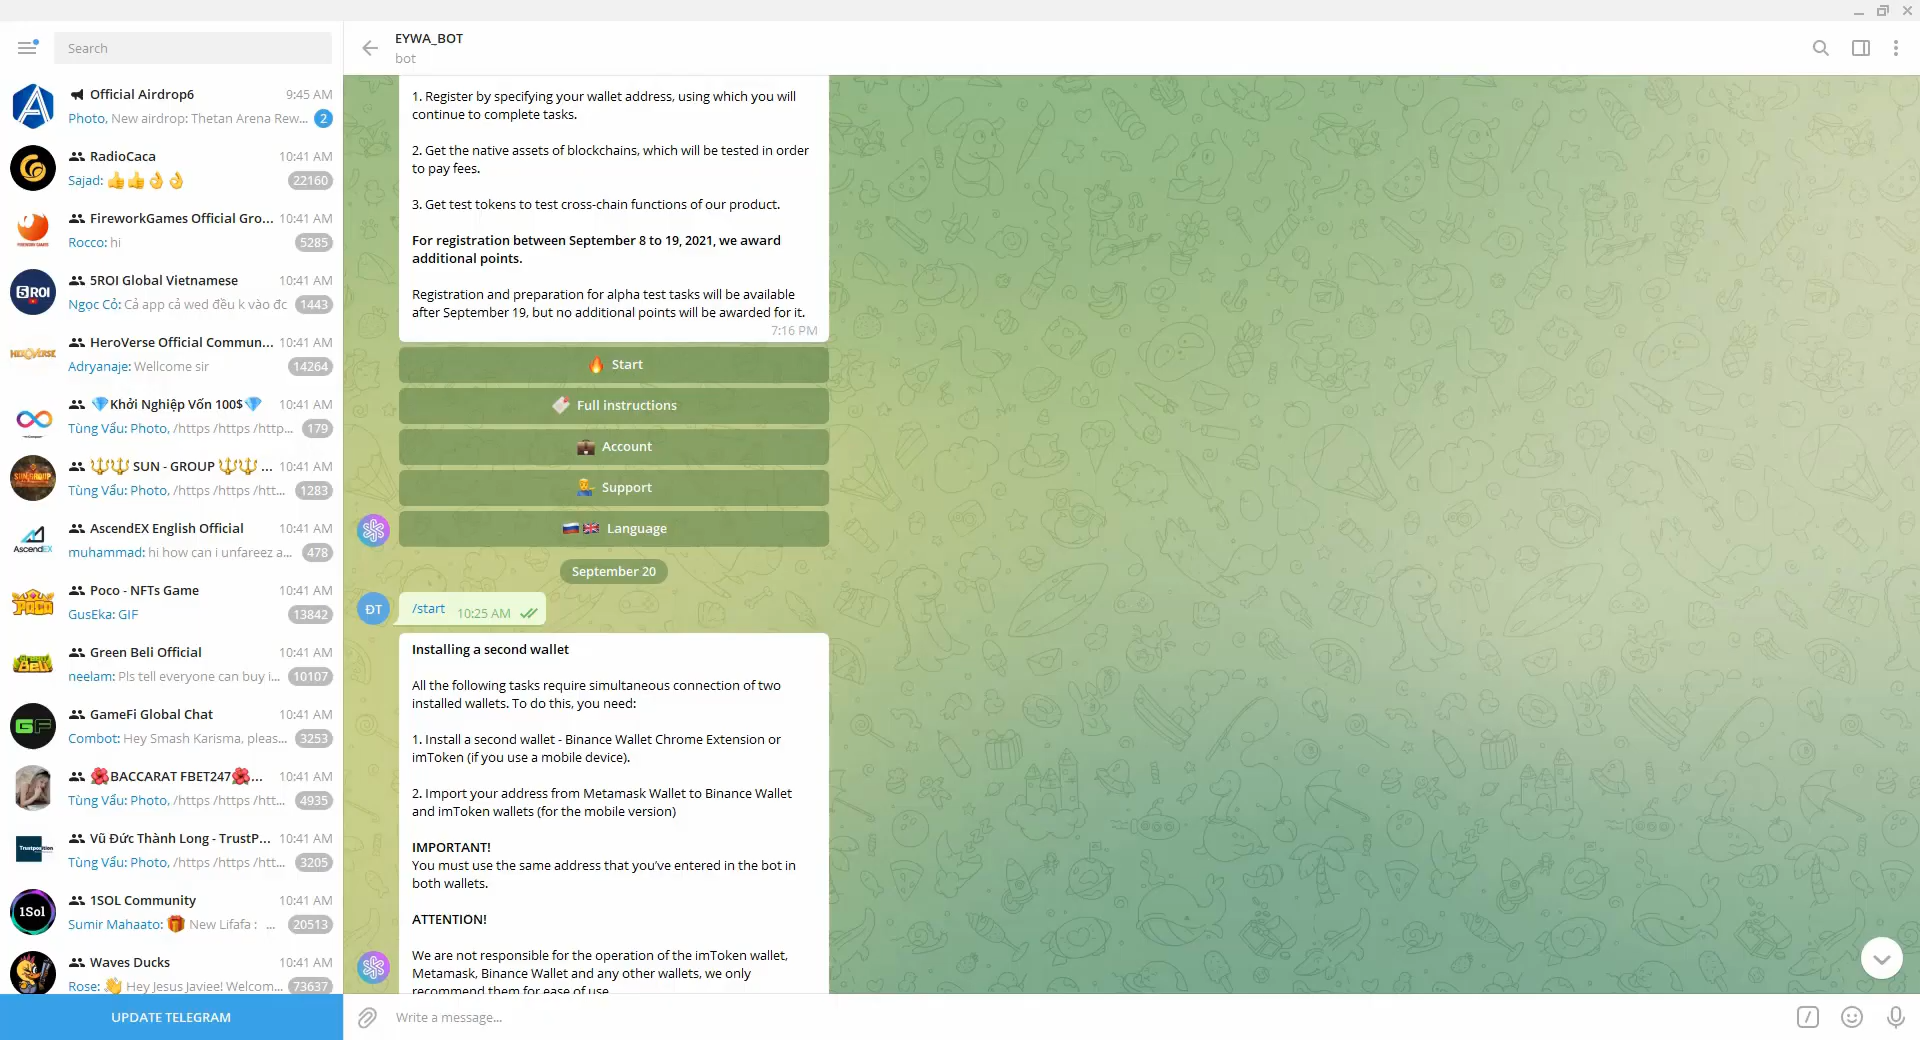 Search
Official Airdrop6 9:45 AM
Photo, New airdrop: Thetan Arena Rew... 2
RadioCaca 10:41 AM
Sajad: 👍👍👌👌 22160
FireworkGames Official Gro... 10:41 AM
Rocco: hi 5285
5ROI Global Vietnamese 10:41 AM
Ngọc Cỏ: Cả app cả wed đều k vào đc 1443
HeroVerse Official Commun... 10:41 AM
Adryanaje: Wellcome sir 14264
💎Khởi Nghiệp Vốn 100$💎 10:41 AM
Tùng Vẩu: Photo, /https /https /http... 179
🔱🔱 SUN - GROUP 🔱🔱 ... 10:41 AM
Tùng Vẩu: Photo, /https /https /htt... 1283
AscendEX English Official 10:41 AM
muhammad: hi how can i unfareez a... 478
Poco - NFTs Game 10:41 AM
GusEka: GIF 13842
Green Beli Official 10:41 AM
neelam: Pls tell everyone can buy i... 10107
GameFi Global Chat 10:41 AM
Combot: Hey Smash Karisma, pleas... 3253
🌺BACCARAT FBET247🌺... 10:41 AM
Tùng Vẩu: Photo, /https /https /htt... 4935
Vũ Đức Thành Long - TrustP... 10:41 AM
Tùng Vẩu: Photo, /https /https /htt... 3205
1SOL Community 10:41 AM
Sumir Mahaato: 🎁 New Lifafa : ... 20513
Waves Ducks 10:41 AM
Rose: 👋 Hey Jesus Javiee! Welcom... 73637
UPDATE TELEGRAM
5ROI
HEROVERSE
SUN GROUP
AscendEX
POCO
Green Beli
GF
Trustposition
1Sol
EYWA_BOT
bot
1. Register by specifying your wallet address, using which you will
continue to complete tasks.
2. Get the native assets of blockchains, which will be tested in order
to pay fees.
3. Get test tokens to test cross-chain functions of our product.
For registration between September 8 to 19, 2021, we award
additional points.
Registration and preparation for alpha test tasks will be available
after September 19, but no additional points will be awarded for it.
7:16 PM
🔥 Start
Full instructions
💼 Account
Support
🇷🇺🇬🇧 Language
September 20
ĐT
/start 10:25 AM
Installing a second wallet
All the following tasks require simultaneous connection of two
installed wallets. To do this, you need:
1. Install a second wallet - Binance Wallet Chrome Extension or
imToken (if you use a mobile device).
2. Import your address from Metamask Wallet to Binance Wallet
and imToken wallets (for the mobile version)
IMPORTANT!
You must use the same address that you’ve entered in the bot in
both wallets.
ATTENTION!
We are not responsible for the operation of the imToken wallet,
Metamask, Binance Wallet and any other wallets, we only
recommend them for ease of use
Write a message...